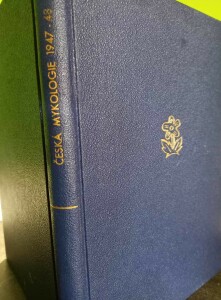 ČESKÁ MYKOLOGIE 1947 - 48